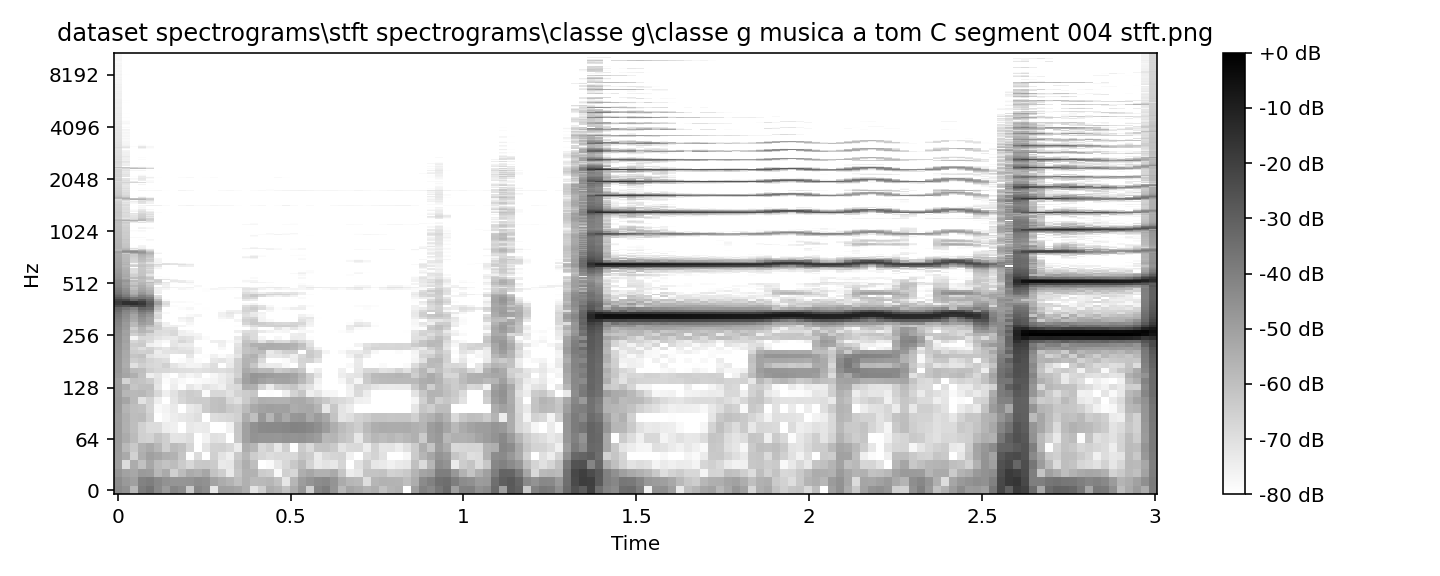 dataset spectrograms\stft spectrograms\classe g\classe g musica a tom C segment 004 stft.png
8192
4096
2048
1024
512
256
128
64
0
Hz
0
0.5
1
1.5
2
2.5
3
Time
+0 dB
-10 dB
-20 dB
-30 dB
-40 dB
-50 dB
-60 dB
-70 dB
-80 dB